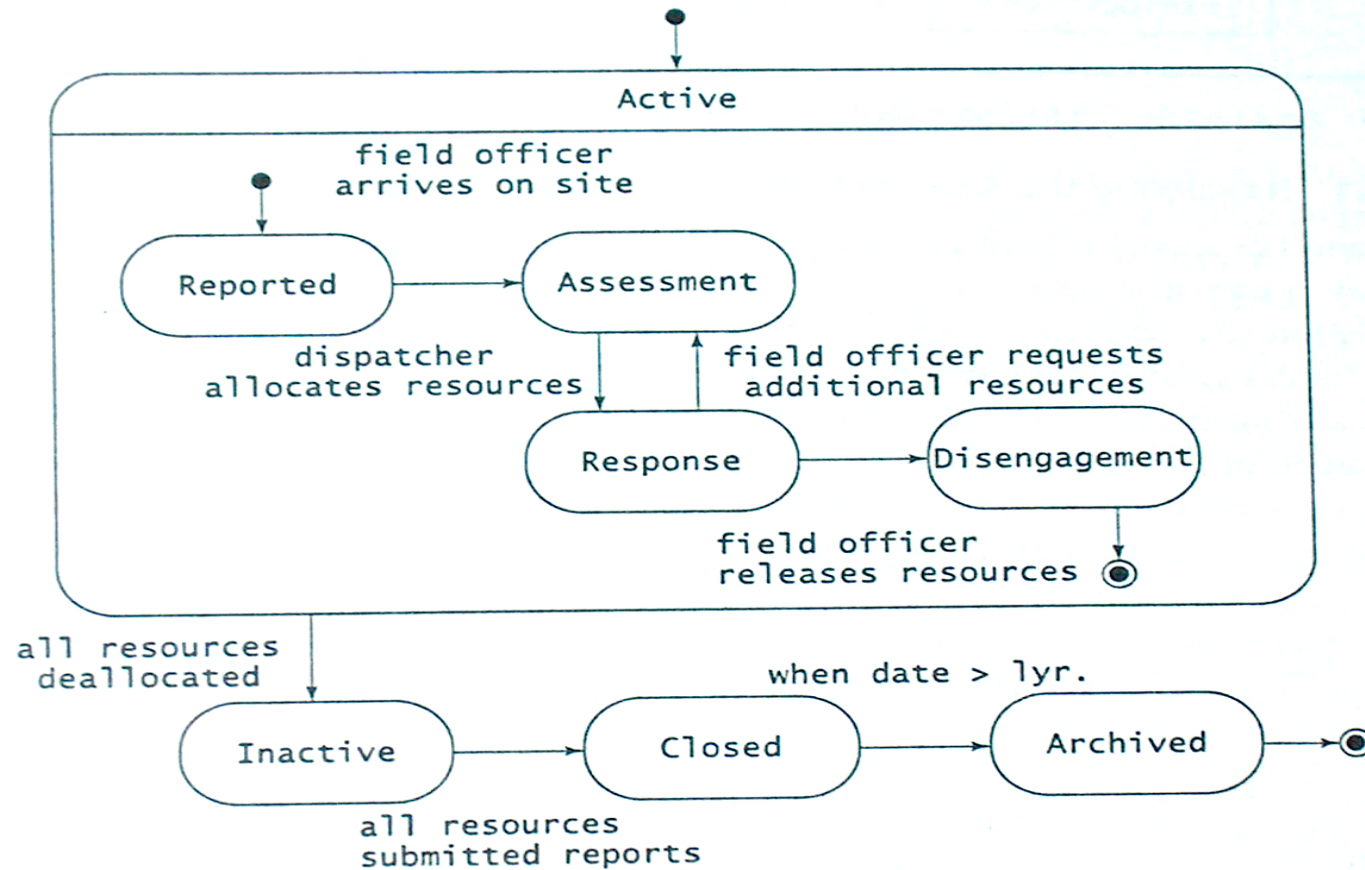 Active
field officer
arrives on site
Reported
Assessment
dispatcher
allocates resources
field officer requests
additional resources
Response
Disengagement
field officer
releases resources
all resources
deallocated
when date > 1yr.
Inactive
Closed
Archived
all resources
submitted reports